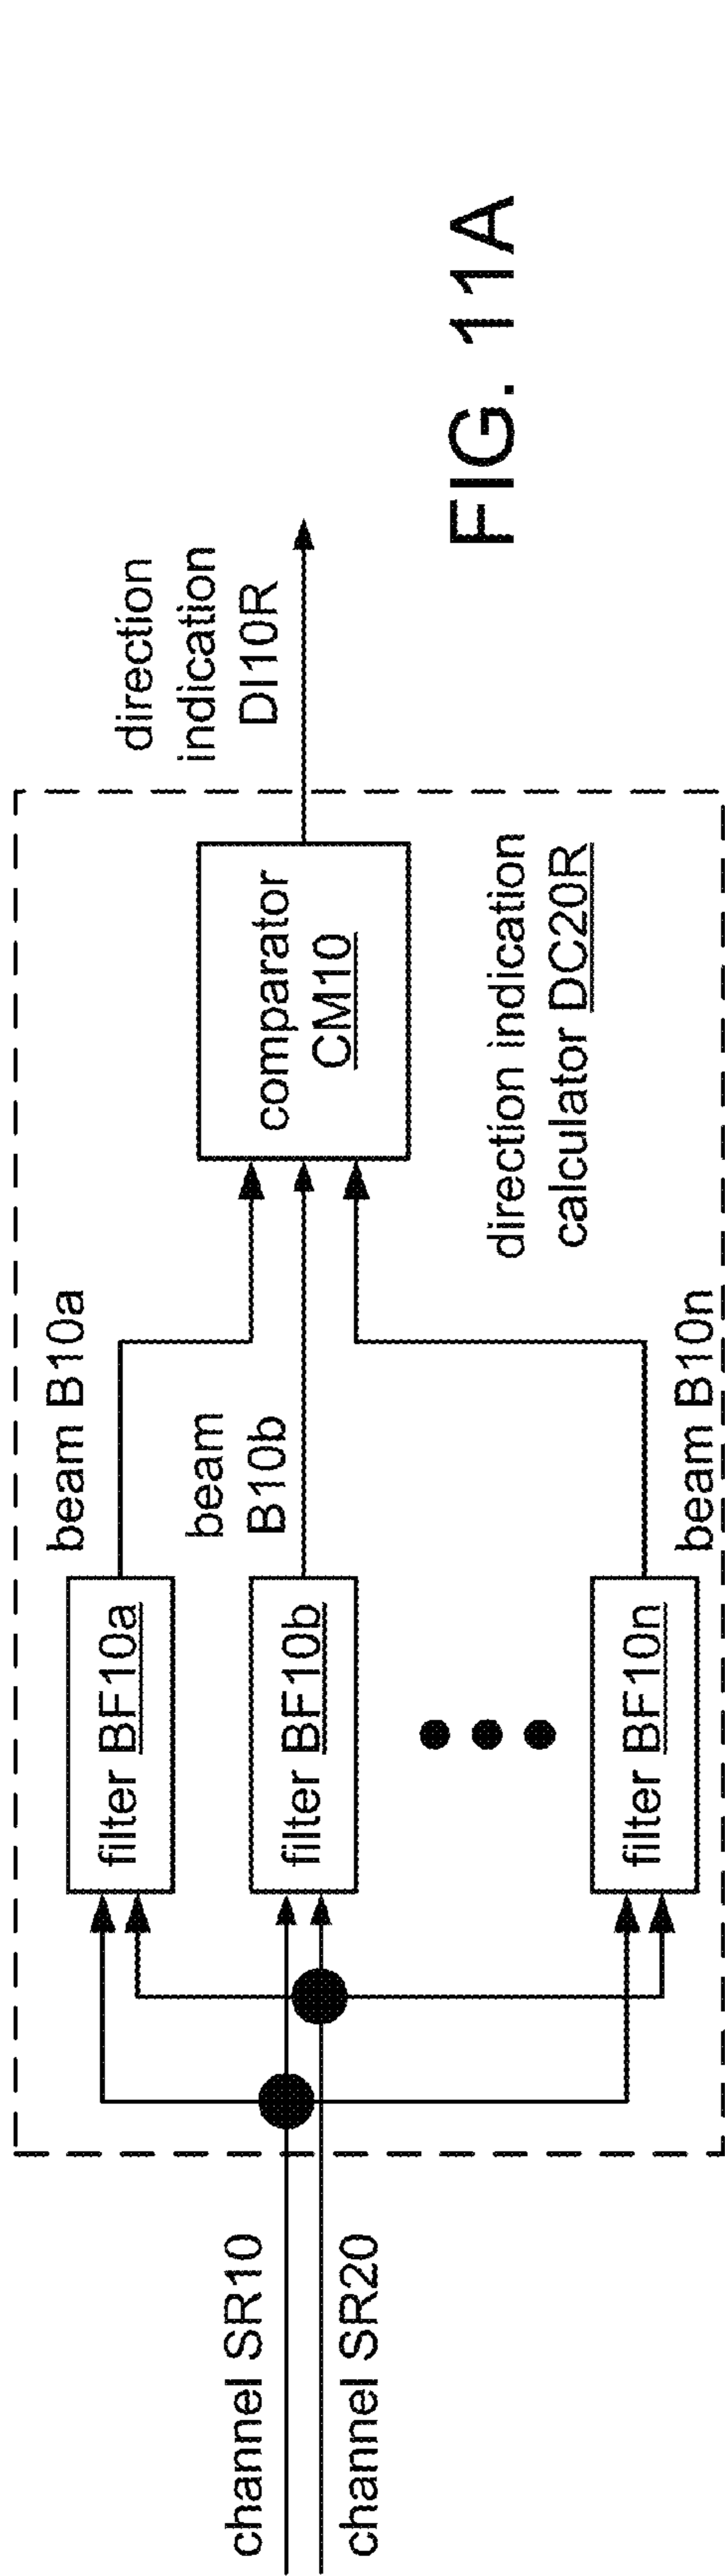 channel SR10
channel SR20
filter BF10a
filter BF10b
filter BF10n
beam B10a
beam
B10b
beam B10n
comparator
CM10
direction indication
calculator DC20R
direction
indication
DI10R
FIG. 11A